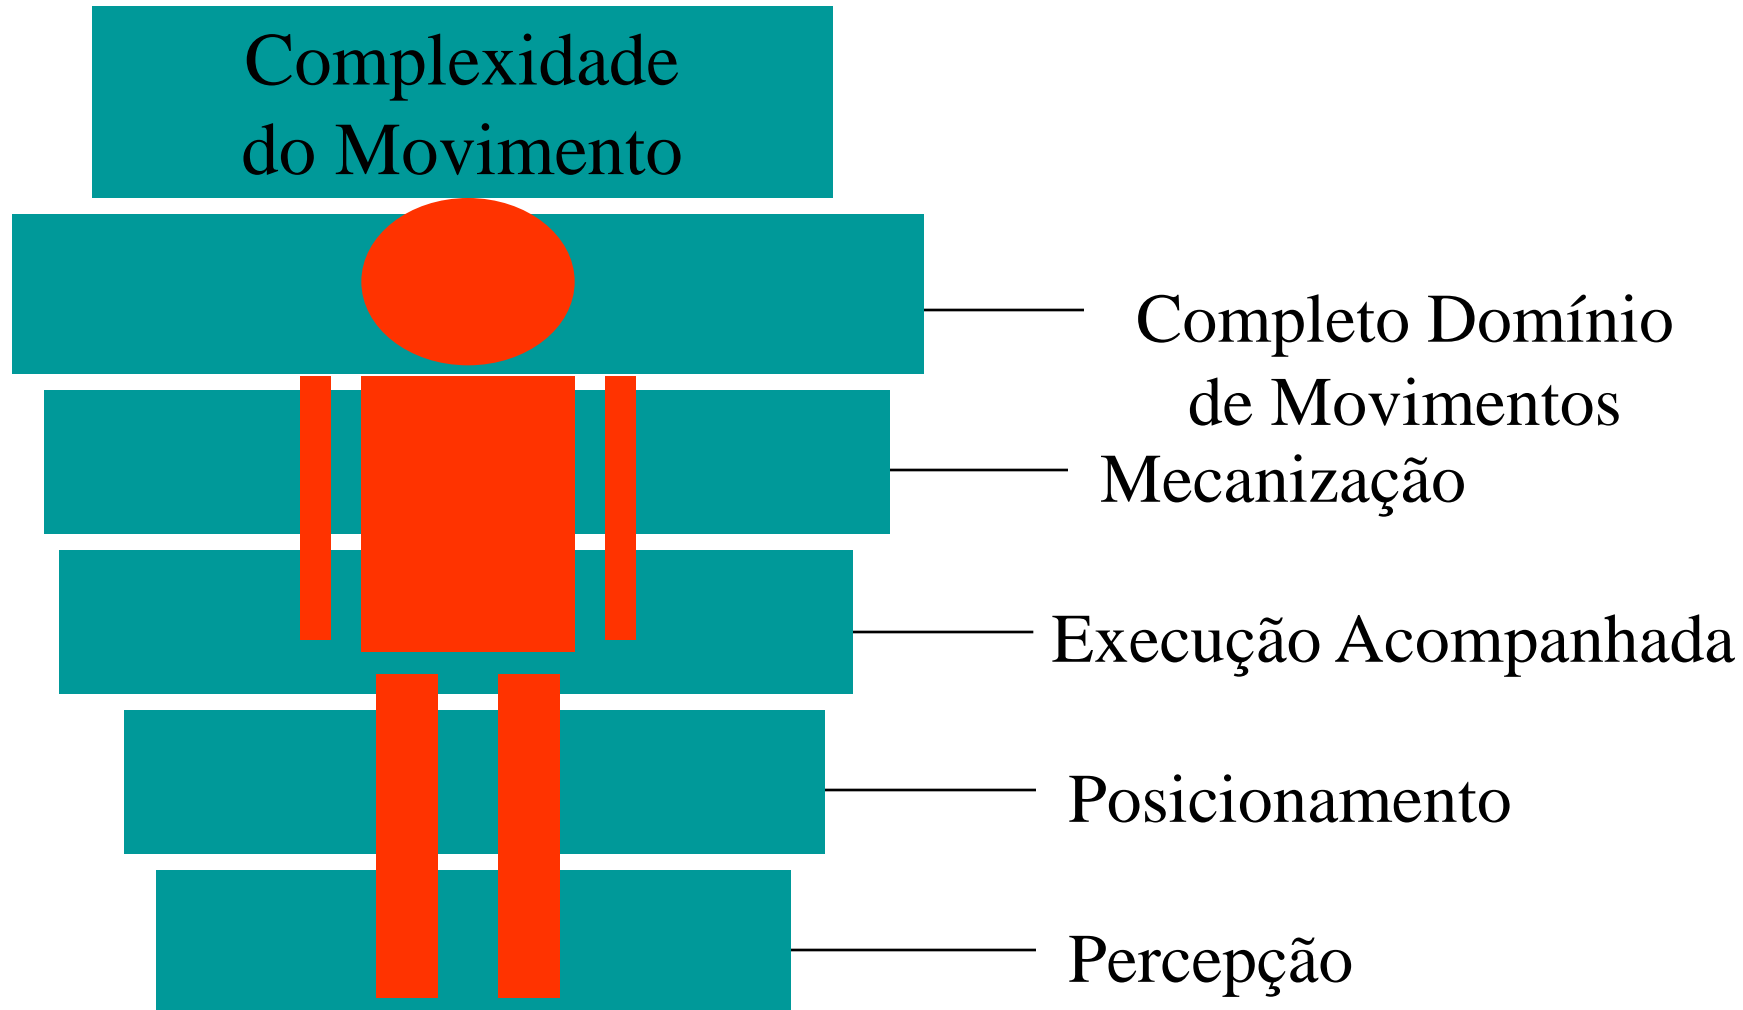 Complexidade
do Movimento
Completo Domínio
de Movimentos
Mecanização
Execução Acompanhada
Posicionamento
Percepção